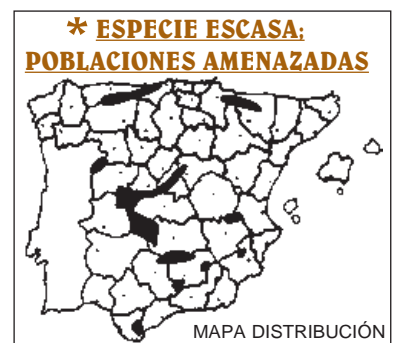 * ESPECIE ESCASA;
POBLACIONES AMENAZADAS
MAPA DISTRIBUCIÓN